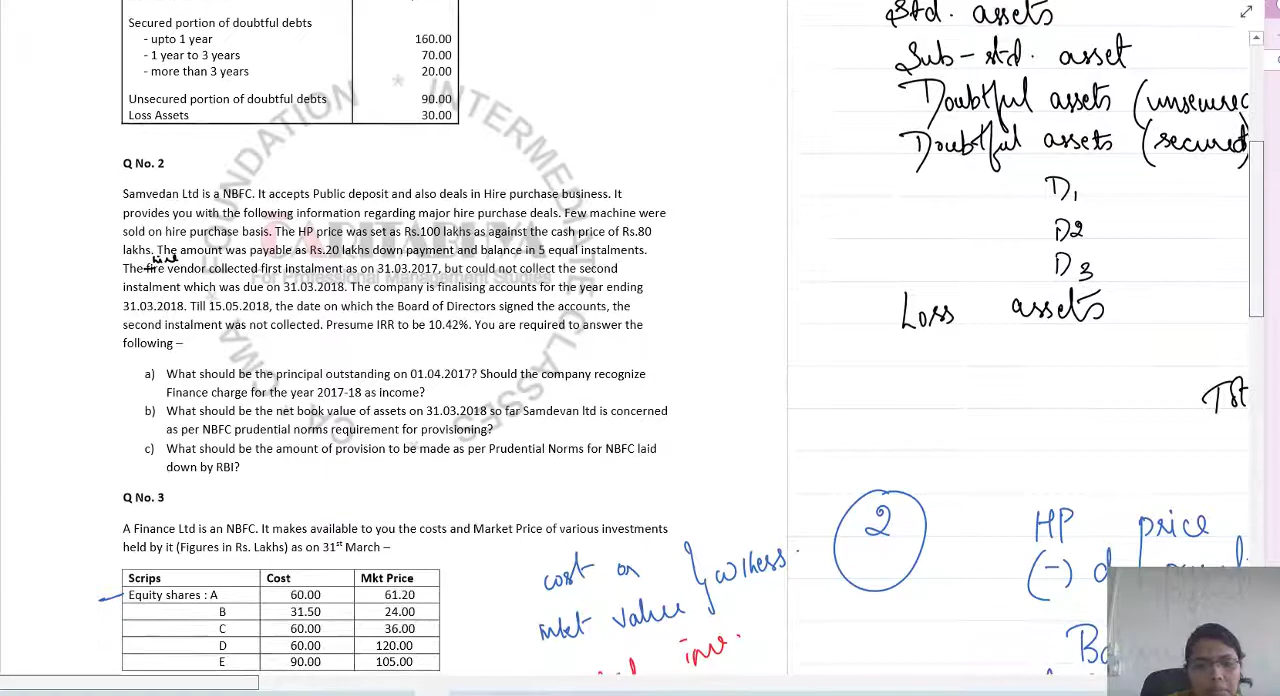 Secured portion of doubtful debts
- upto 1 year 160.00
- 1 year to 3 years 70.00
- more than 3 years 20.00
Unsecured portion of doubtful debts 90.00
Loss Assets 30.00
Q No. 2
Samvedan Ltd is a NBFC. It accepts Public deposit and also deals in Hire purchase business. It
provides you with the following information regarding major hire purchase deals. Few machine were
sold on hire purchase basis. The HP price was set as Rs.100 lakhs as against the cash price of Rs.80
lakhs. The amount was payable as Rs.20 lakhs down payment and balance in 5 equal instalments.
hire
The fire vendor collected first instalment as on 31.03.2017, but could not collect the second
instalment which was due on 31.03.2018. The company is finalising accounts for the year ending
31.03.2018. Till 15.05.2018, the date on which the Board of Directors signed the accounts, the
second instalment was not collected. Presume IRR to be 10.42%. You are required to answer the
following –
a) What should be the principal outstanding on 01.04.2017? Should the company recognize
Finance charge for the year 2017-18 as income?
b) What should be the net book value of assets on 31.03.2018 so far Samdevan ltd is concerned
as per NBFC prudential norms requirement for provisioning?
c) What should be the amount of provision to be made as per Prudential Norms for NBFC laid
down by RBI?
Q No. 3
A Finance Ltd is an NBFC. It makes available to you the costs and Market Price of various investments
held by it (Figures in Rs. Lakhs) as on 31st March –
Scrips Cost Mkt Price
Equity shares : A 60.00 61.20
B 31.50 24.00
C 60.00 36.00
D 60.00 120.00
E 90.00 105.00
cost or
mkt value
inv.
Std. assets
Sub-std. asset
Doubtful assets (unsecured
Doubtful assets (secured
D1
D2
D3
Loss assets
2
HP price
(-) d
CMA * FOUNDATION * INTERMEDIATE CLASSES *
For Professional Management Studies